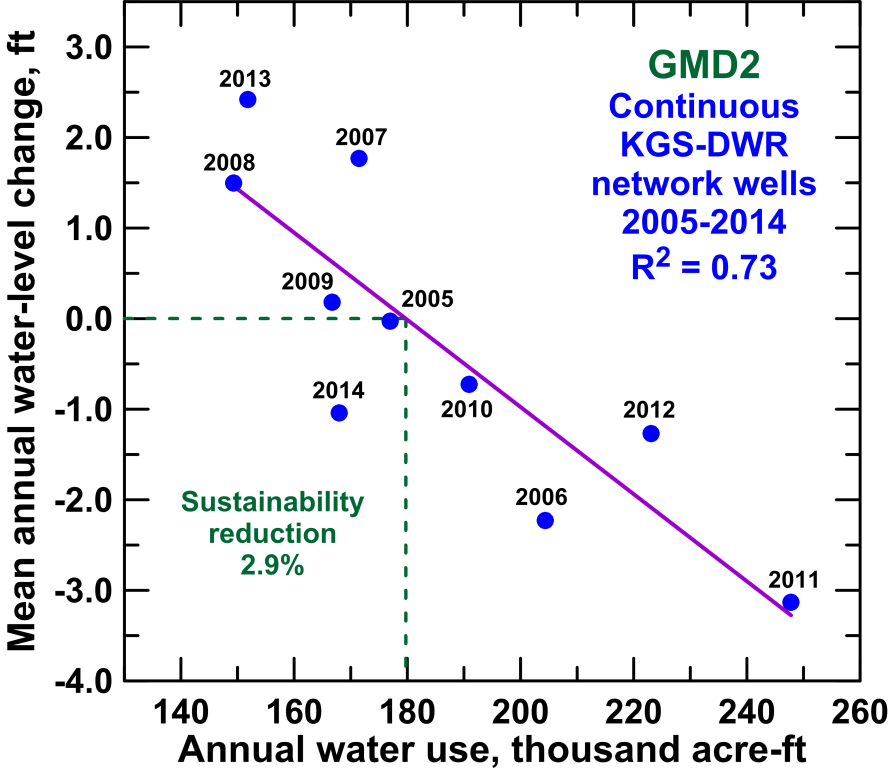 GMD2
Continuous
KGS-DWR
network wells
2005-2014
R² = 0.73
Mean annual water-level change, ft
3.0
2.0
1.0
0.0
-1.0
-2.0
-3.0
-4.0
2013
2007
2008
2009
2005
2014
2010
2012
2006
2011
Sustainability
reduction
2.9%
140 160 180 200 220 240 260
Annual water use, thousand acre-ft